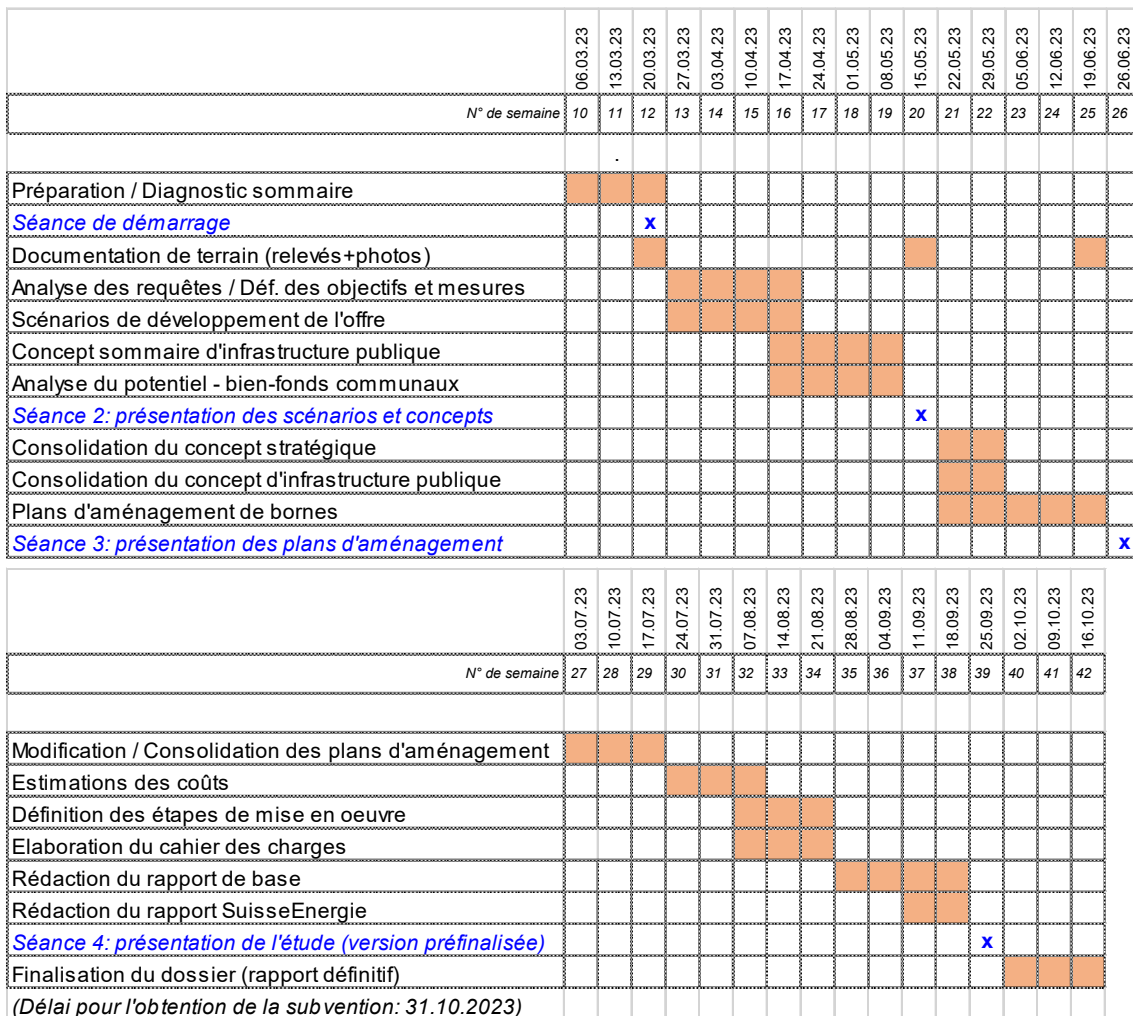 06.03.23 13.03.23 20.03.23 27.03.23 03.04.23 10.04.23 17.04.23 24.04.23 01.05.23 08.05.23 15.05.23 22.05.23 29.05.23 05.06.23 12.06.23 19.06.23 26.06.23
N° de semaine 10 11 12 13 14 15 16 17 18 19 20 21 22 23 24 25 26
.
Préparation / Diagnostic sommaire
Séance de démarrage x
Documentation de terrain (relevés+photos)
Analyse des requêtes / Déf. des objectifs et mesures
Scénarios de développement de l'offre
Concept sommaire d'infrastructure publique
Analyse du potentiel - bien-fonds communaux
Séance 2: présentation des scénarios et concepts x
Consolidation du concept stratégique
Consolidation du concept d'infrastructure publique
Plans d'aménagement de bornes
Séance 3: présentation des plans d'aménagement x
03.07.23 10.07.23 17.07.23 24.07.23 31.07.23 07.08.23 14.08.23 21.08.23 28.08.23 04.09.23 11.09.23 18.09.23 25.09.23 02.10.23 09.10.23 16.10.23
N° de semaine 27 28 29 30 31 32 33 34 35 36 37 38 39 40 41 42
Modification / Consolidation des plans d'aménagement
Estimations des coûts
Définition des étapes de mise en oeuvre
Elaboration du cahier des charges
Rédaction du rapport de base
Rédaction du rapport SuisseEnergie
Séance 4: présentation de l'étude (version préfinalisée) x
Finalisation du dossier (rapport définitif)
(Délai pour l'obtention de la subvention: 31.10.2023)